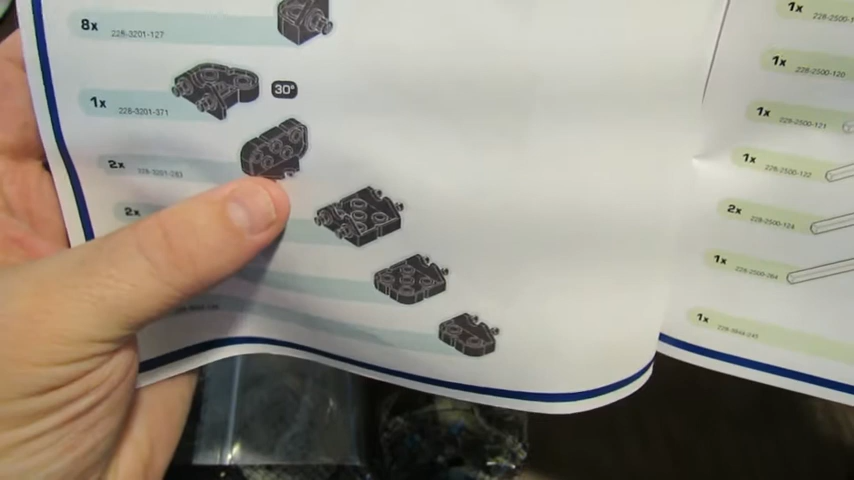 8x
228-3201-127
30°
1x
228-3201-371
2x
228-3201-283
2x
1x
1x
228-2500-120
1x
228-2500-121
1x
228-2500-122
2x
228-2500-124
1x
228-2500-264
1x